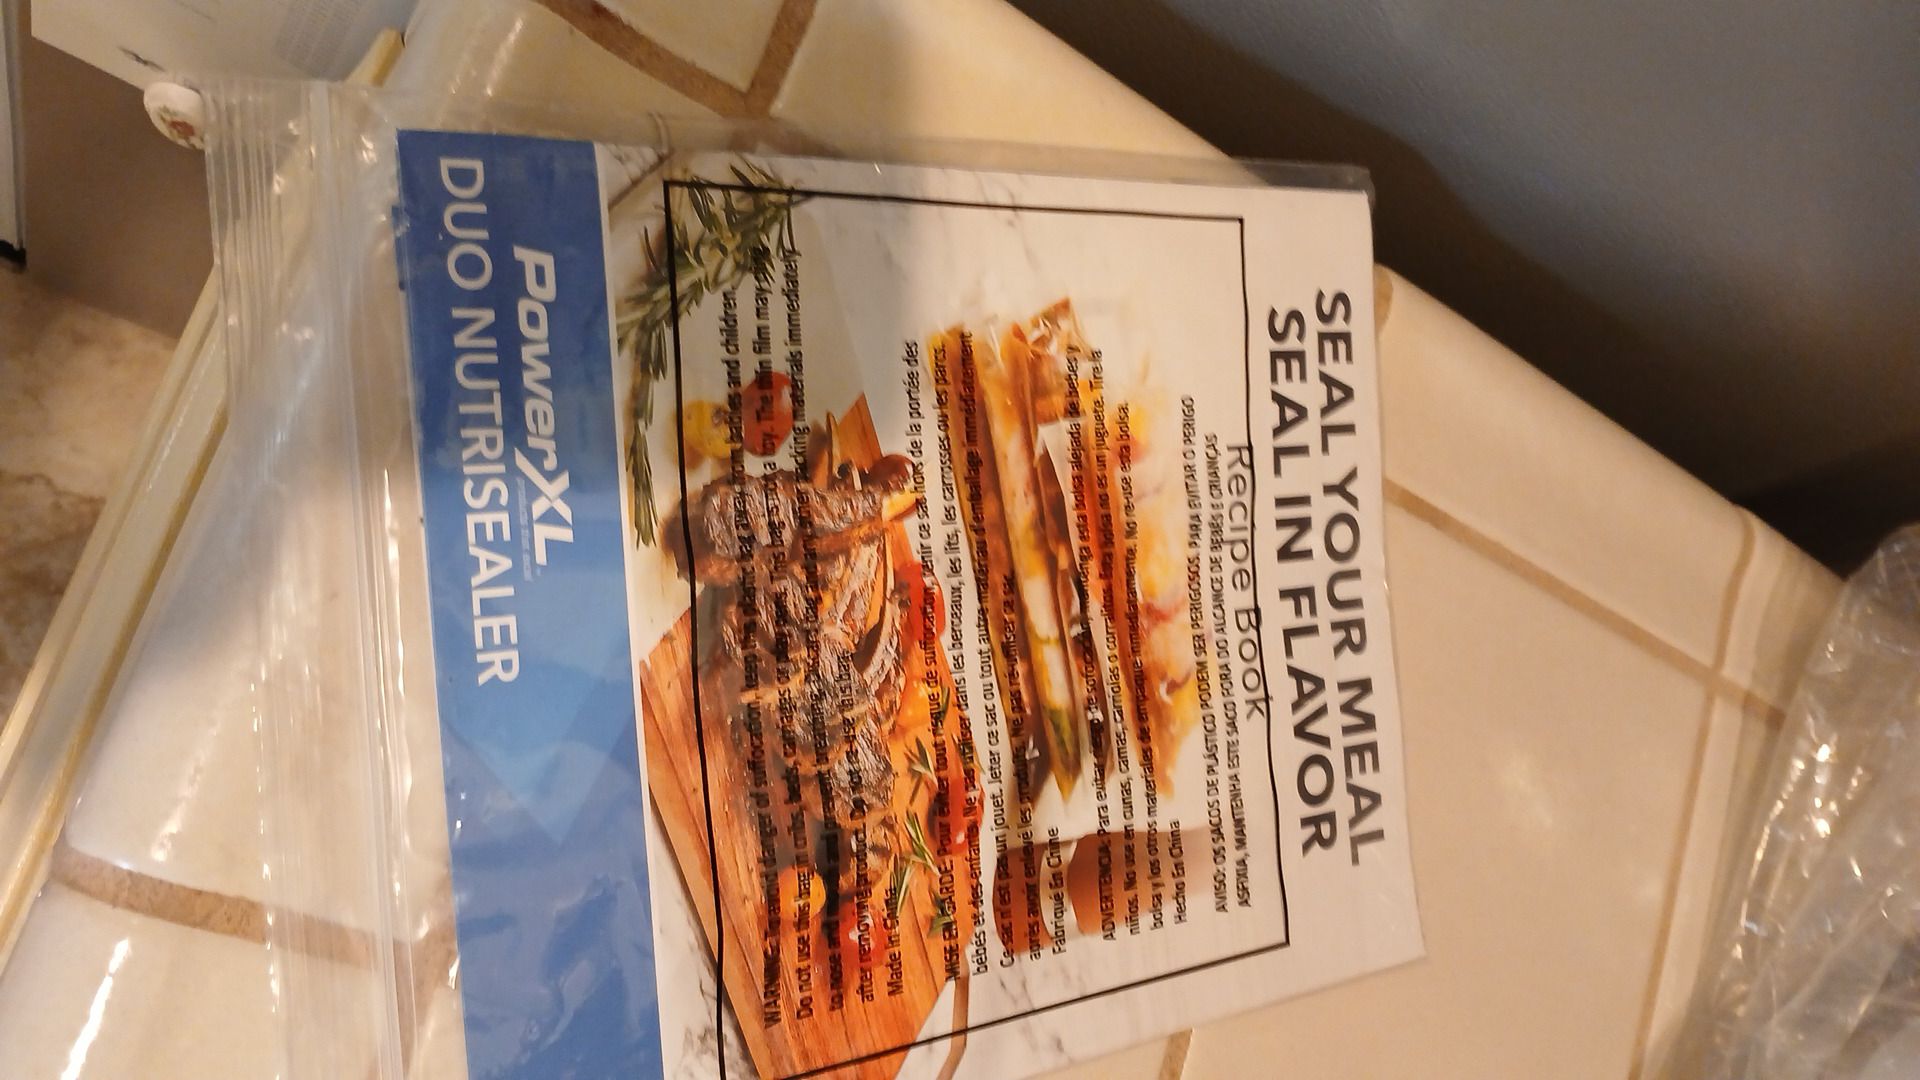 SEAL YOUR MEAL
SEAL IN FLAVOR
Recipe Book
PowerXL
DUO NUTRISEALER
WARNING: To avoid danger of suffocation, keep this plastic bag away from babies and children.
Do not use this bag in cribs, beds, carriages or play pens. This bag is not a toy. The thin film may
to nose and mouth and prevent breathing. Discard bag and any other packing materials immediately
after removing product. Do not re-use this bag.
Made in China
MISE EN GARDE: Pour éviter tout risque de suffocation, tenir ce sac hors de la portée des
bébés et des enfants. Ne pas utiliser dans les berceaux, les lits, les carrosses ou les parcs.
Ce sac n'est pas un jouet. Jeter ce sac ou tout autre matériau d'emballage immédiatement
après avoir enlevé les produits. Ne pas ré-utiliser ce sac.
Fabriqué En Chine
ADVERTENCIA: Para evitar riesgo de sofocación, mantenga esta bolsa alejada de bebés y
niños. No use en cunas, camas, carriolas o corralitos. Esta bolsa no es un juguete. Tire la
bolsa y los otros materiales de empaque immediatamente. No re-use esta bolsa.
Hecho En China
AVISO: OS SACOS DE PLÁSTICO PODEM SER PERIGOSOS. PARA EVITAR O PERIGO
ASFIXIA, MANTENHA ESTE SACO FORA DO ALCANCE DE BEBÉS E CRIANÇAS